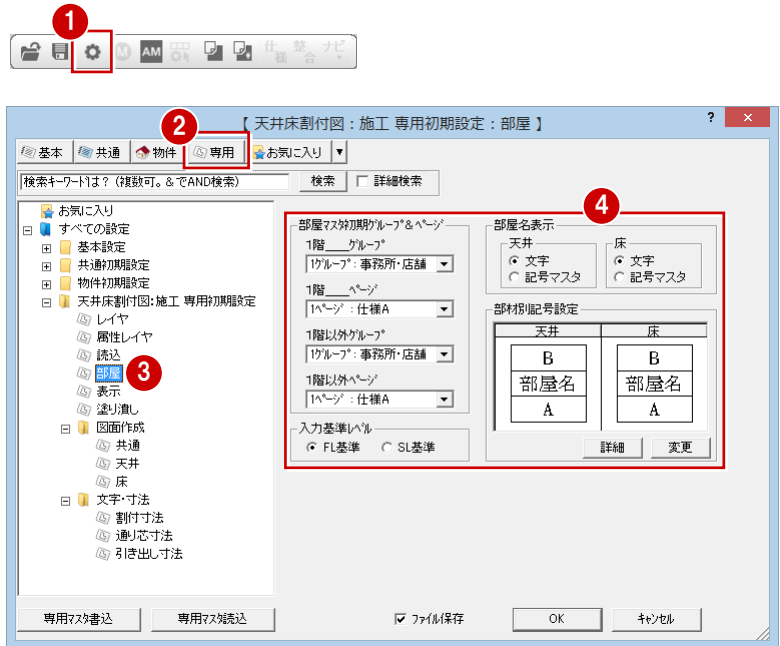 1
M AM 仕様 整合 ナビ
【 天井床割付図：施工 専用初期設定：部屋 】 ? ×
2
基本 共通 物件 専用 お気に入り ▼
検索キーワードは？（複数可。& でAND検索） 検索 詳細検索
お気に入り
すべての設定
基本設定
共通初期設定
物件初期設定
天井床割付図:施工 専用初期設定
レイヤ
属性レイヤ
読込
部屋
3
表示
塗り潰し
図面作成
共通
天井
床
文字・寸法
割付寸法
通り芯寸法
引き出し寸法
4
部屋マスタ初期グループ&ページ
1階____グループ
1グループ：事務所・店舗
1階____ページ
1ページ：仕様A
1階以外グループ
1グループ：事務所・店舗
1階以外ページ
1ページ：仕様A
入力基準レベル
FL基準 SL基準
部屋名表示
天井 床
文字 文字
記号マスタ 記号マスタ
部材別記号設定
天井 床
B B
部屋名 部屋名
A A
詳細 変更
専用マスタ書込 専用マスタ読込 ファイル保存 OK キャンセル